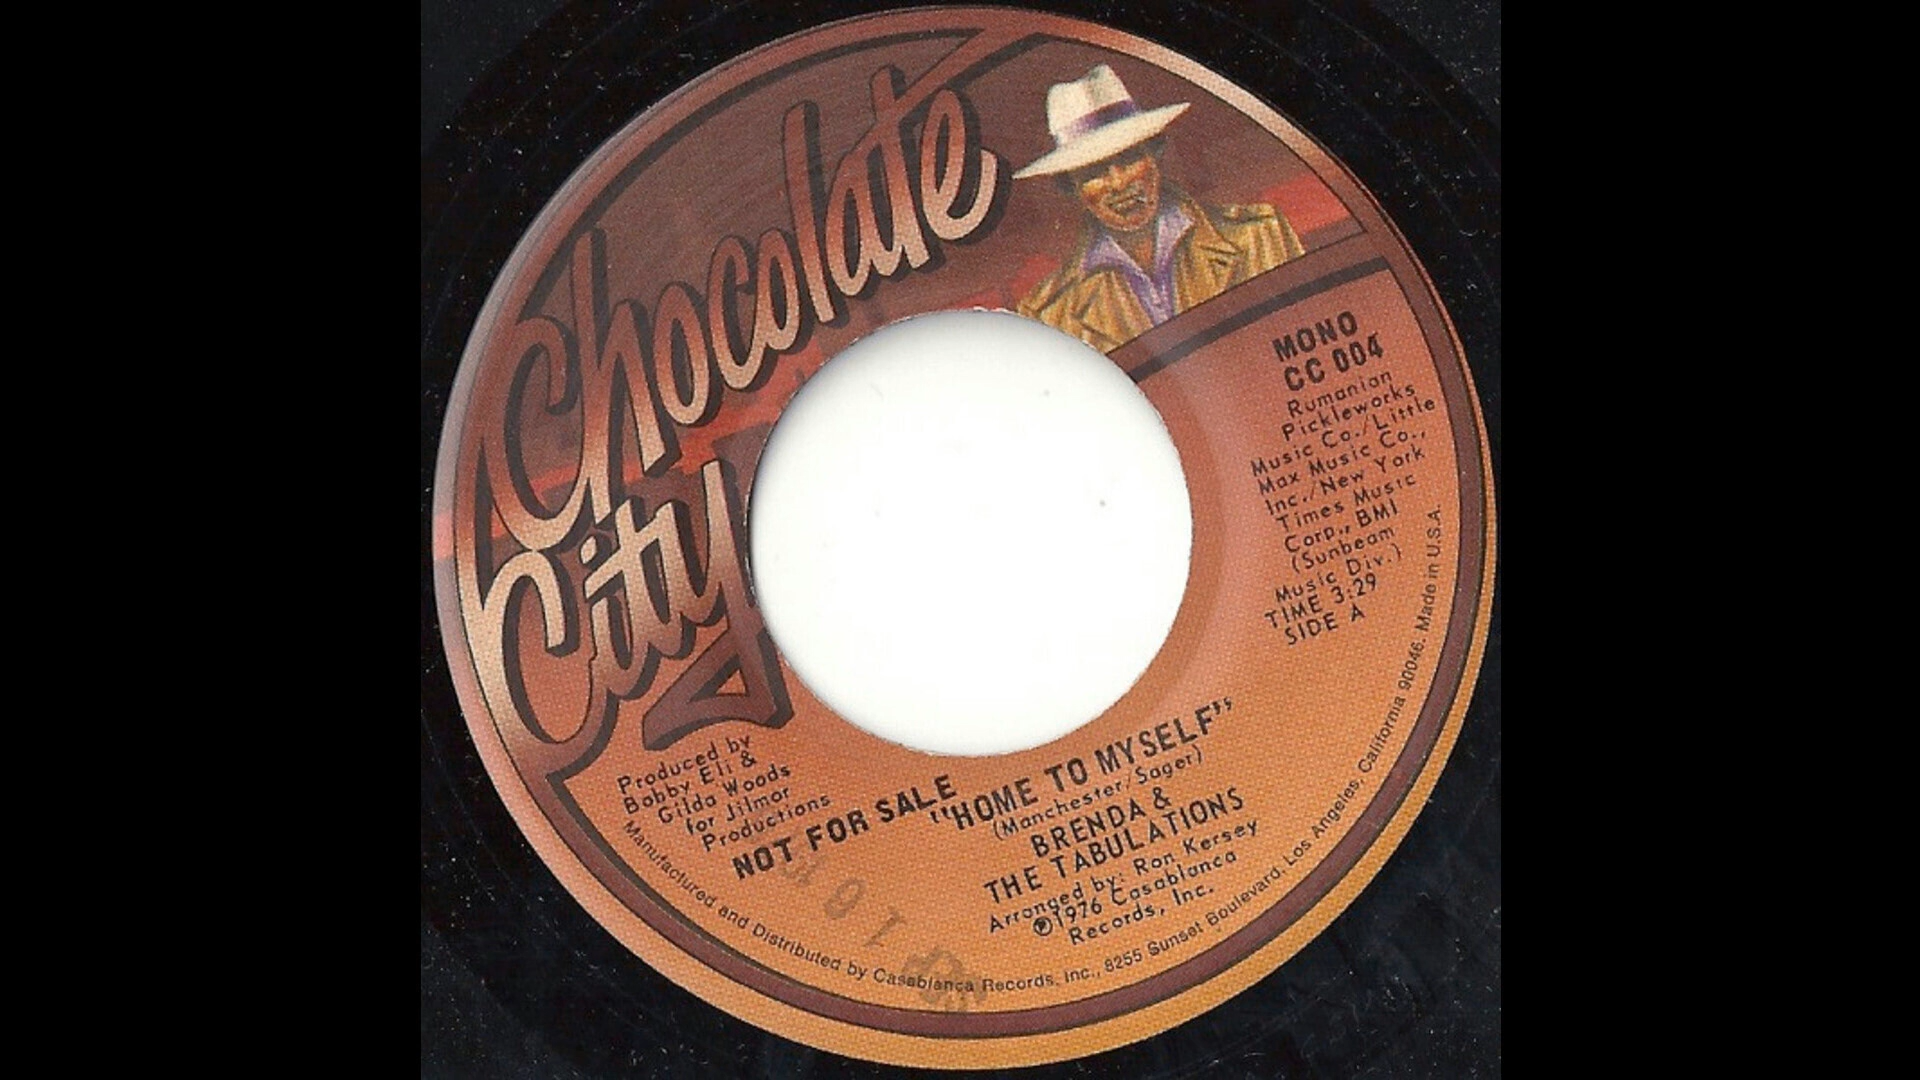 Chocolate
City
MONO
CC 004
Rumanian
Pickleworks
Music Co./Little
Max Music Co.,
Inc./New York
Times Music
Corp., BMI
(Sunbeam
Music Div.)
TIME 3:29
SIDE A
Produced by
Bobby Eli &
Gilda Woods
for Jilmar
Productions
NOT FOR SALE
"HOME TO MYSELF"
(Manchester/Sager)
BRENDA &
THE TABULATIONS
Arranged by: Ron Kersey
℗1976 Casablanca
Records, Inc.
Manufactured and Distributed by Casablanca Records, Inc., 8255 Sunset Boulevard, Los Angeles, California 90046. Made in U.S.A.